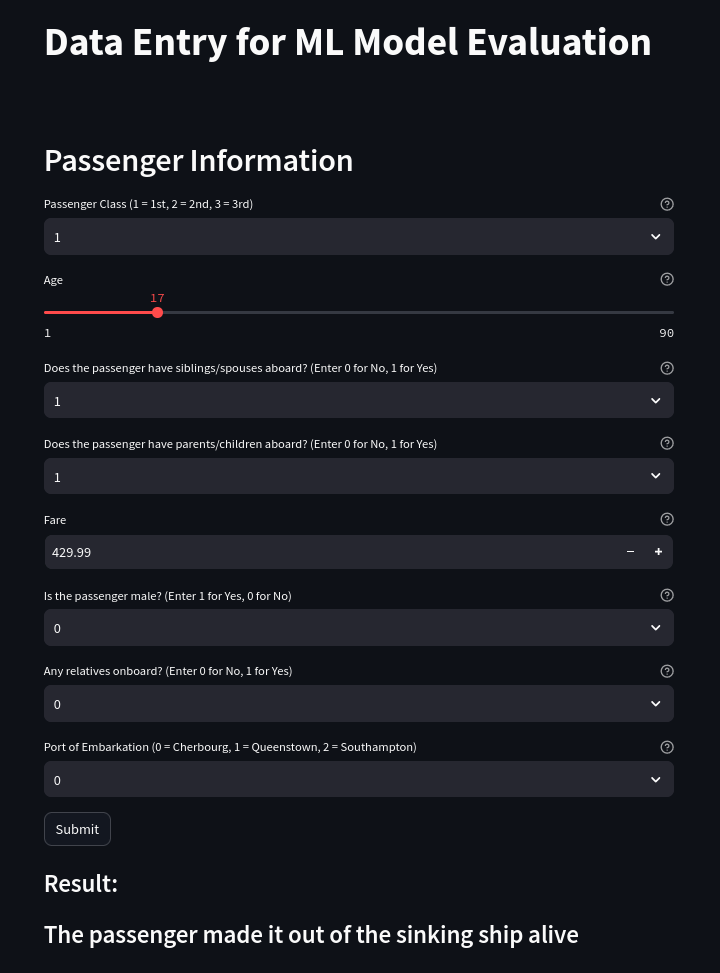 Data Entry for ML Model Evaluation
Passenger Information
Passenger Class (1 = 1st, 2 = 2nd, 3 = 3rd)
1
Age
17
1 90
Does the passenger have siblings/spouses aboard? (Enter 0 for No, 1 for Yes)
1
Does the passenger have parents/children aboard? (Enter 0 for No, 1 for Yes)
1
Fare
429.99
Is the passenger male? (Enter 1 for Yes, 0 for No)
0
Any relatives onboard? (Enter 0 for No, 1 for Yes)
0
Port of Embarkation (0 = Cherbourg, 1 = Queenstown, 2 = Southampton)
0
Submit
Result:
The passenger made it out of the sinking ship alive